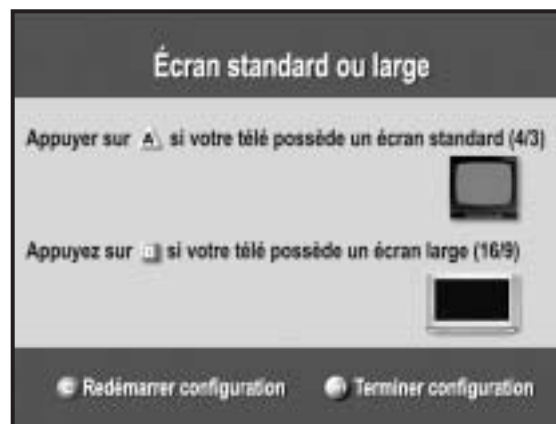 Écran standard ou large
Appuyer sur A si votre télé possède un écran standard (4/3)
Appuyez sur si votre télé possède un écran large (16/9)
C Redémarrer configuration Terminer configuration